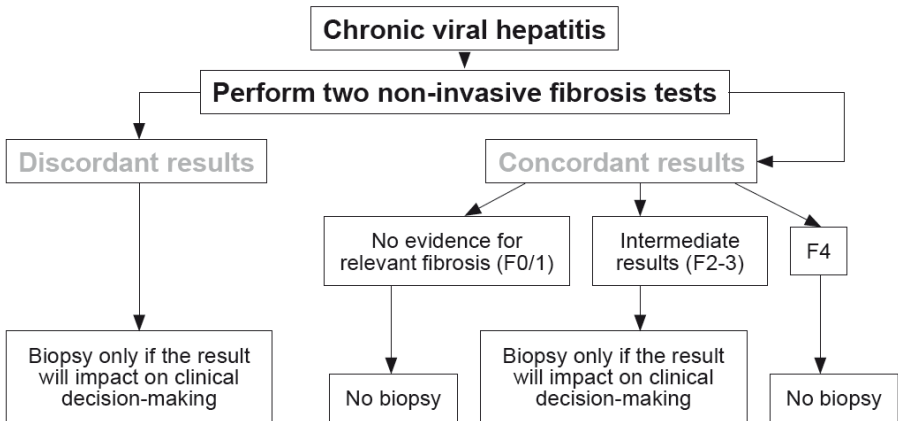 Chronic viral hepatitis
Perform two non-invasive fibrosis tests
Discordant results
Concordant results
No evidence for
relevant fibrosis (F0/1)
Intermediate
results (F2-3)
F4
Biopsy only if the result
will impact on clinical
decision-making
No biopsy
Biopsy only if the result
will impact on clinical
decision-making
No biopsy